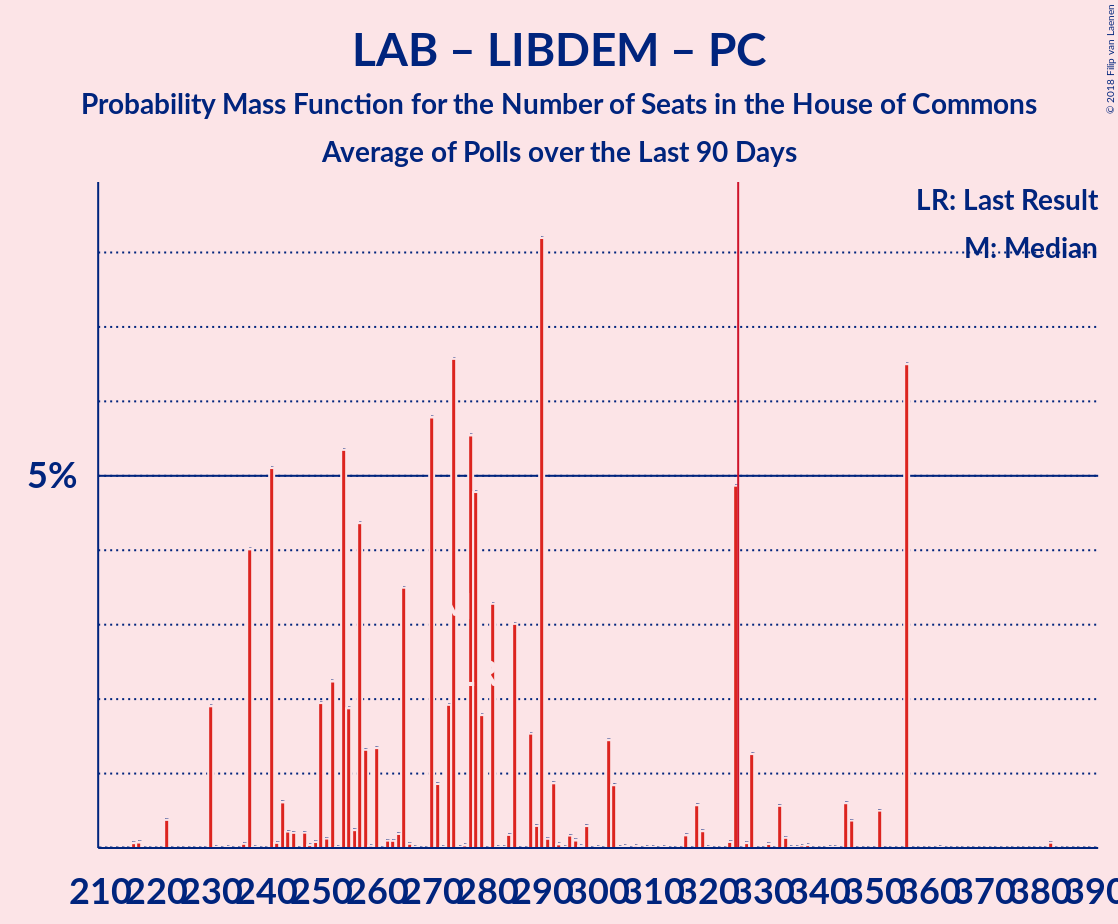 LAB – LIBDEM – PC
Probability Mass Function for the Number of Seats in the House of Commons
Average of Polls over the Last 90 Days
© 2018 Filip van Laenen
LR: Last Result
M: Median
5%
210 220 230 240 250 260 270 280 290 300 310 320 330 340 350 360 370 380 390